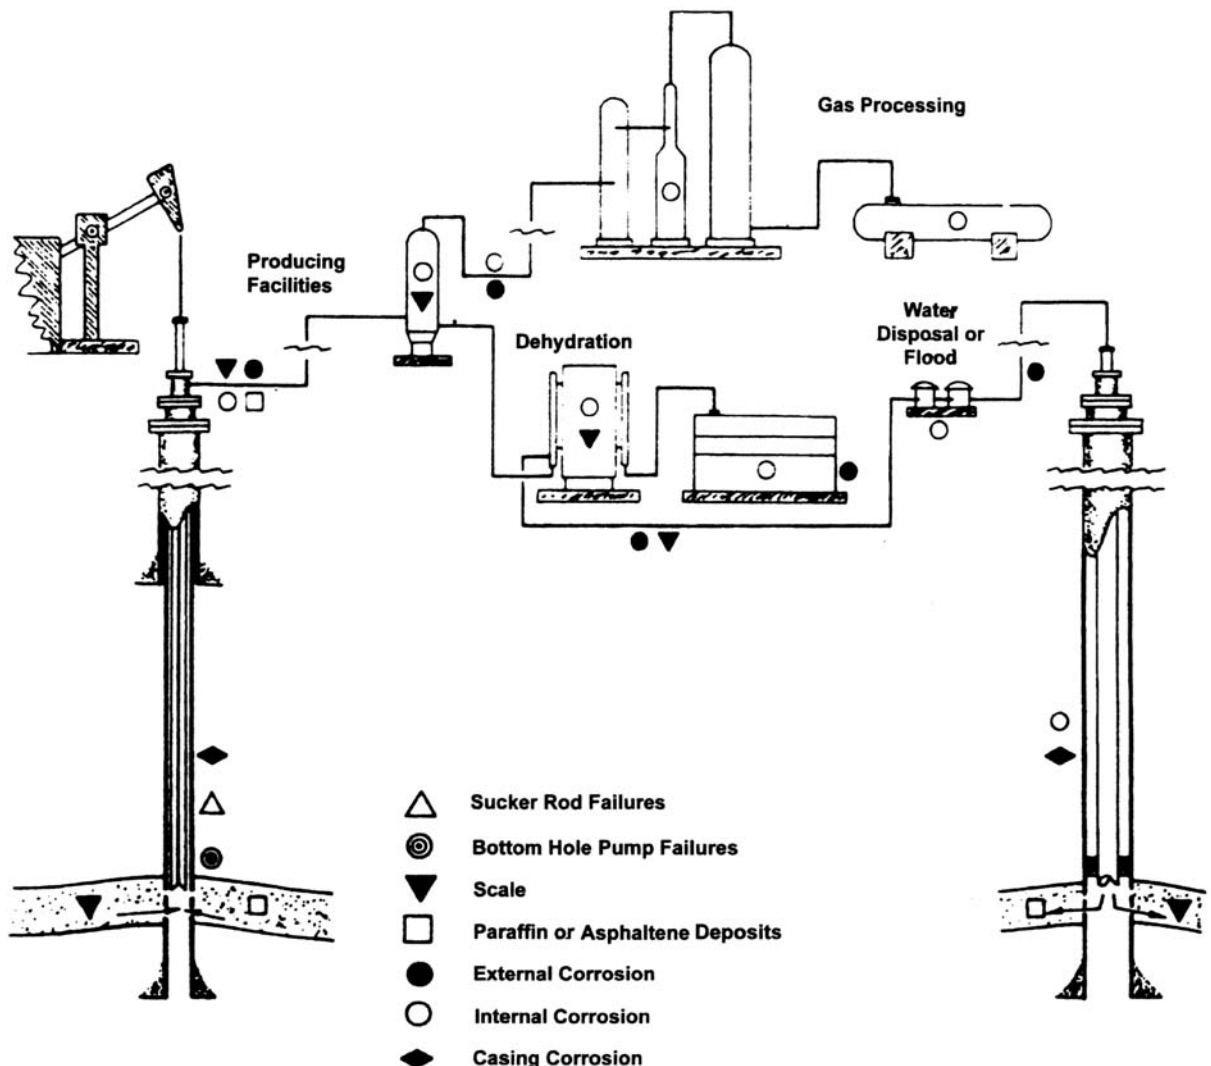 Gas Processing
Producing
Facilities
Dehydration
Water
Disposal or
Flood
Sucker Rod Failures
Bottom Hole Pump Failures
Scale
Paraffin or Asphaltene Deposits
External Corrosion
Internal Corrosion
Casing Corrosion